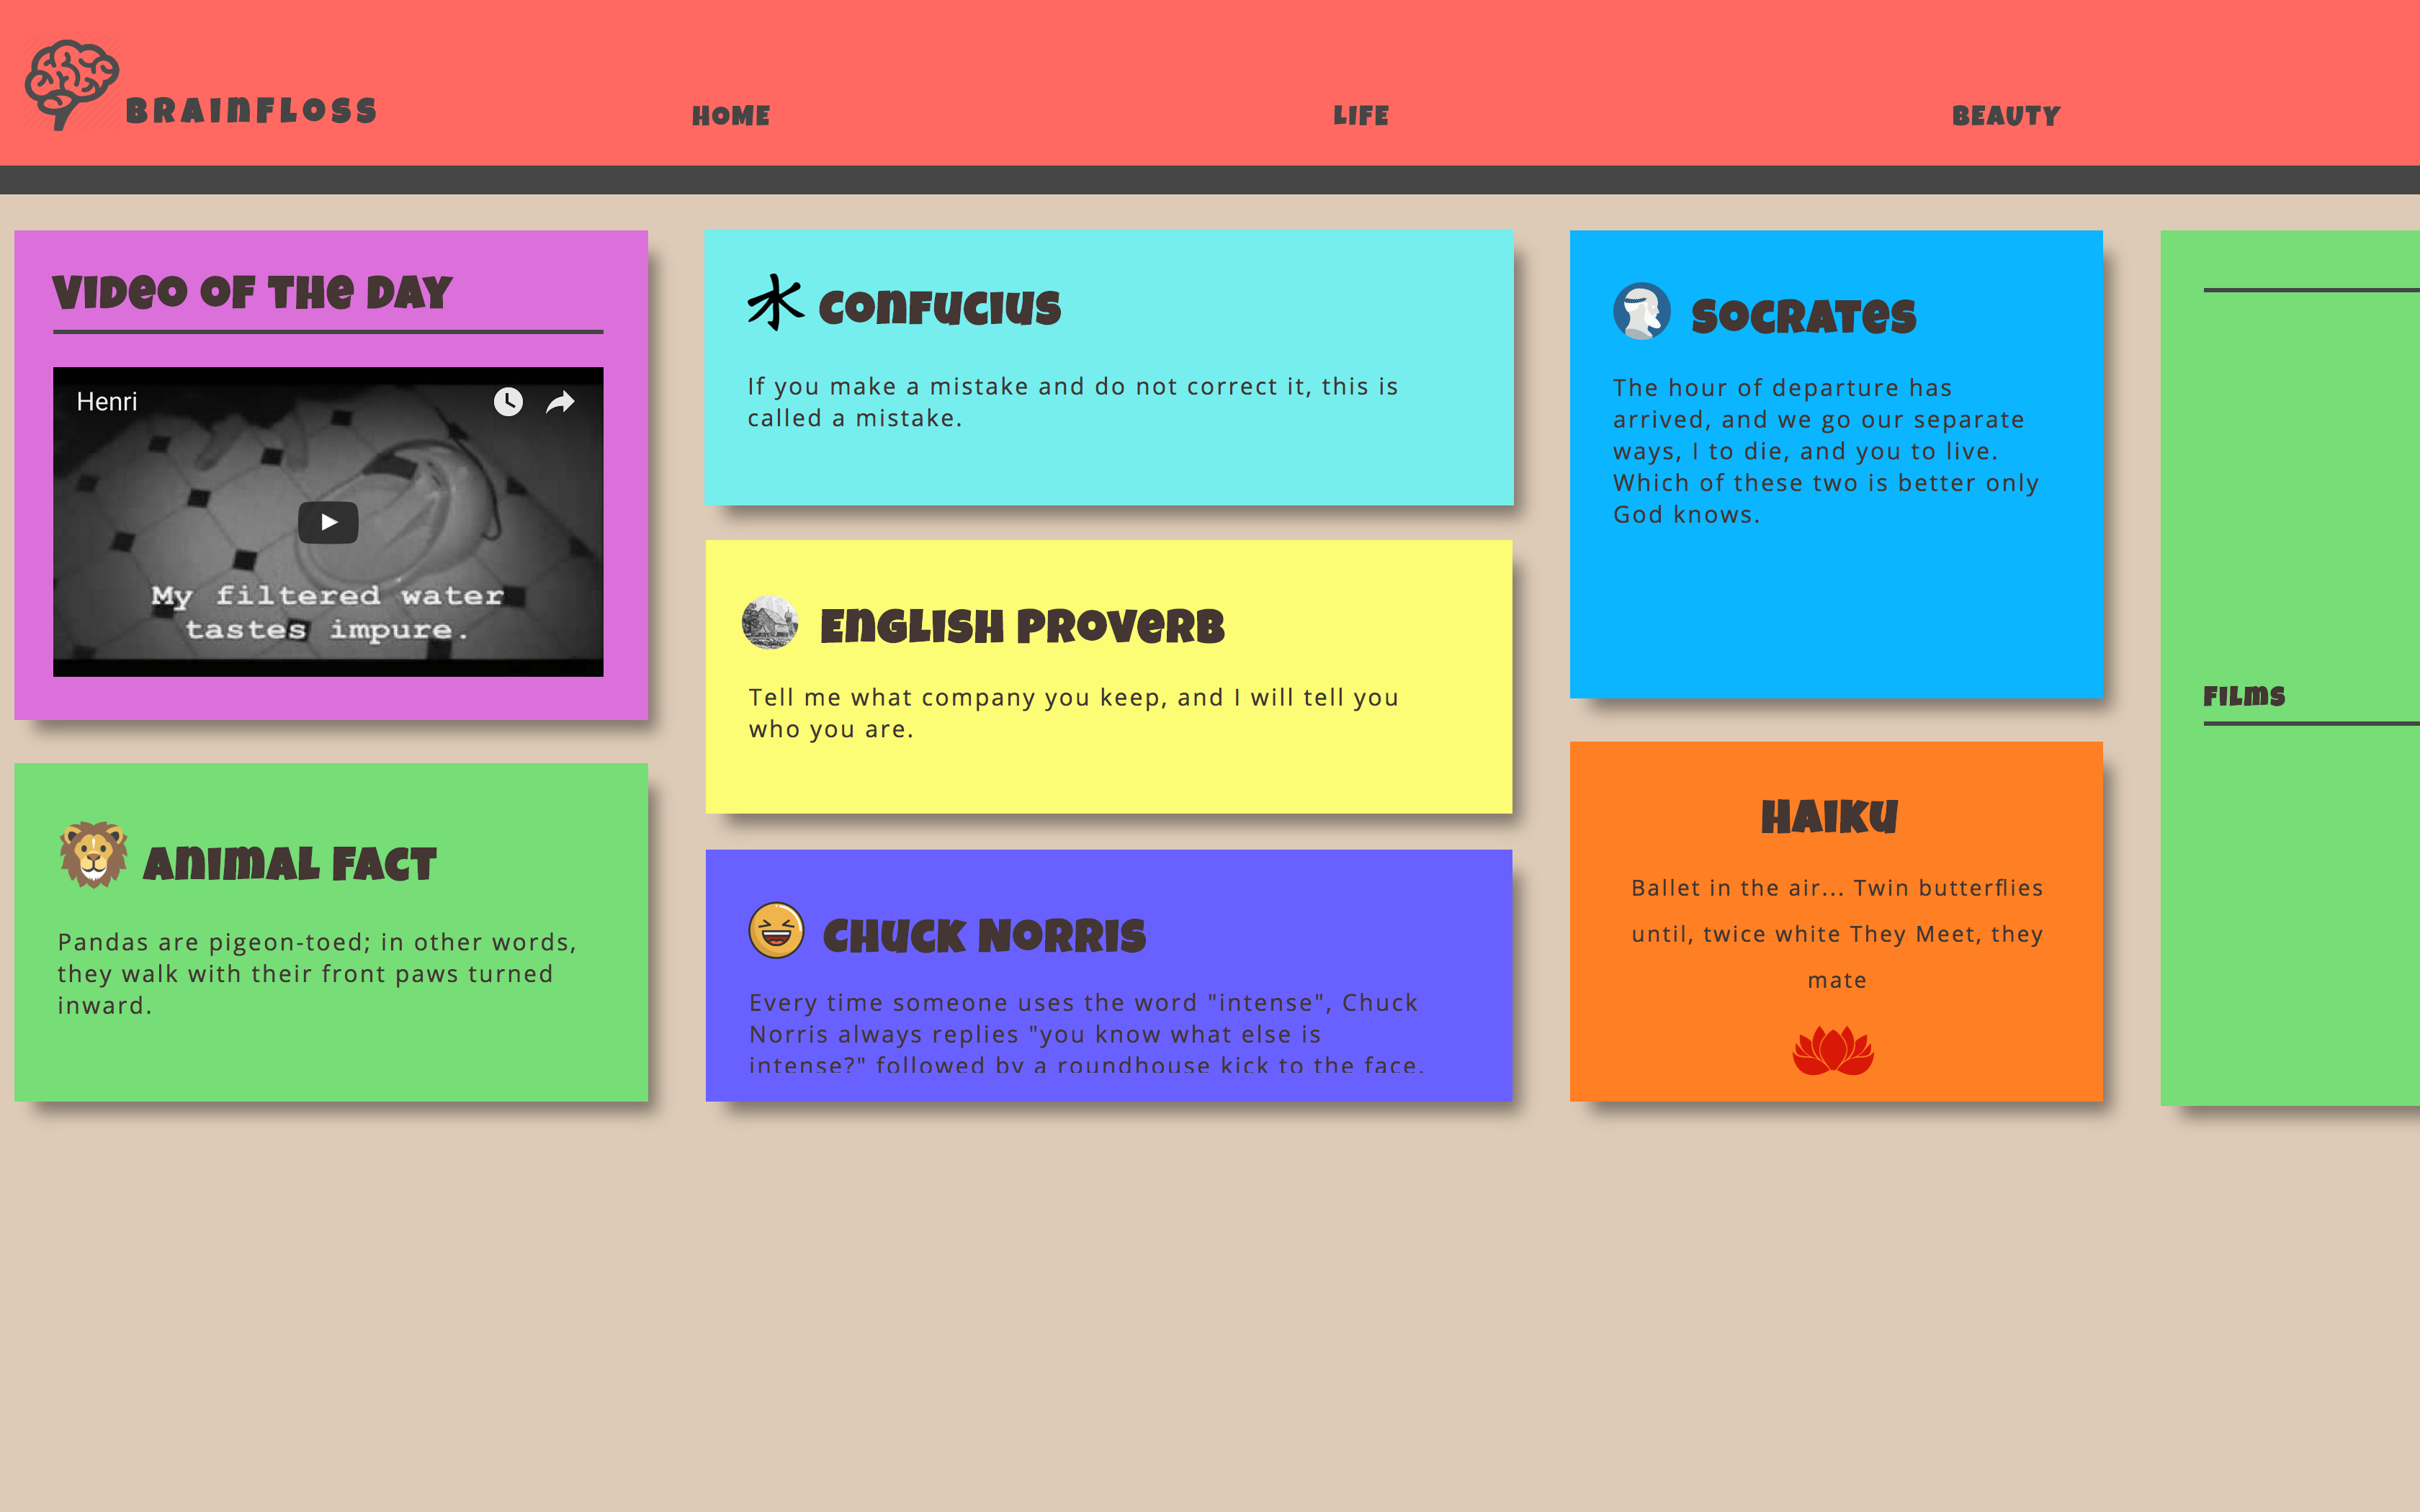 BRAINFLOSS
HOME
LIFE
BEAUTY
VIDEO OF THE DAY
Henri
My filtered water
tastes impure.
ANIMAL FACT
Pandas are pigeon-toed; in other words,
they walk with their front paws turned
inward.
CONFUCIUS
If you make a mistake and do not correct it, this is
called a mistake.
ENGLISH PROVERB
Tell me what company you keep, and I will tell you
who you are.
CHUCK NORRIS
Every time someone uses the word "intense", Chuck
Norris always replies "you know what else is
intense?" followed by a roundhouse kick to the face.
SOCRATES
The hour of departure has
arrived, and we go our separate
ways, I to die, and you to live.
Which of these two is better only
God knows.
HAIKU
Ballet in the air... Twin butterflies
until, twice white They Meet, they
mate
FILMS